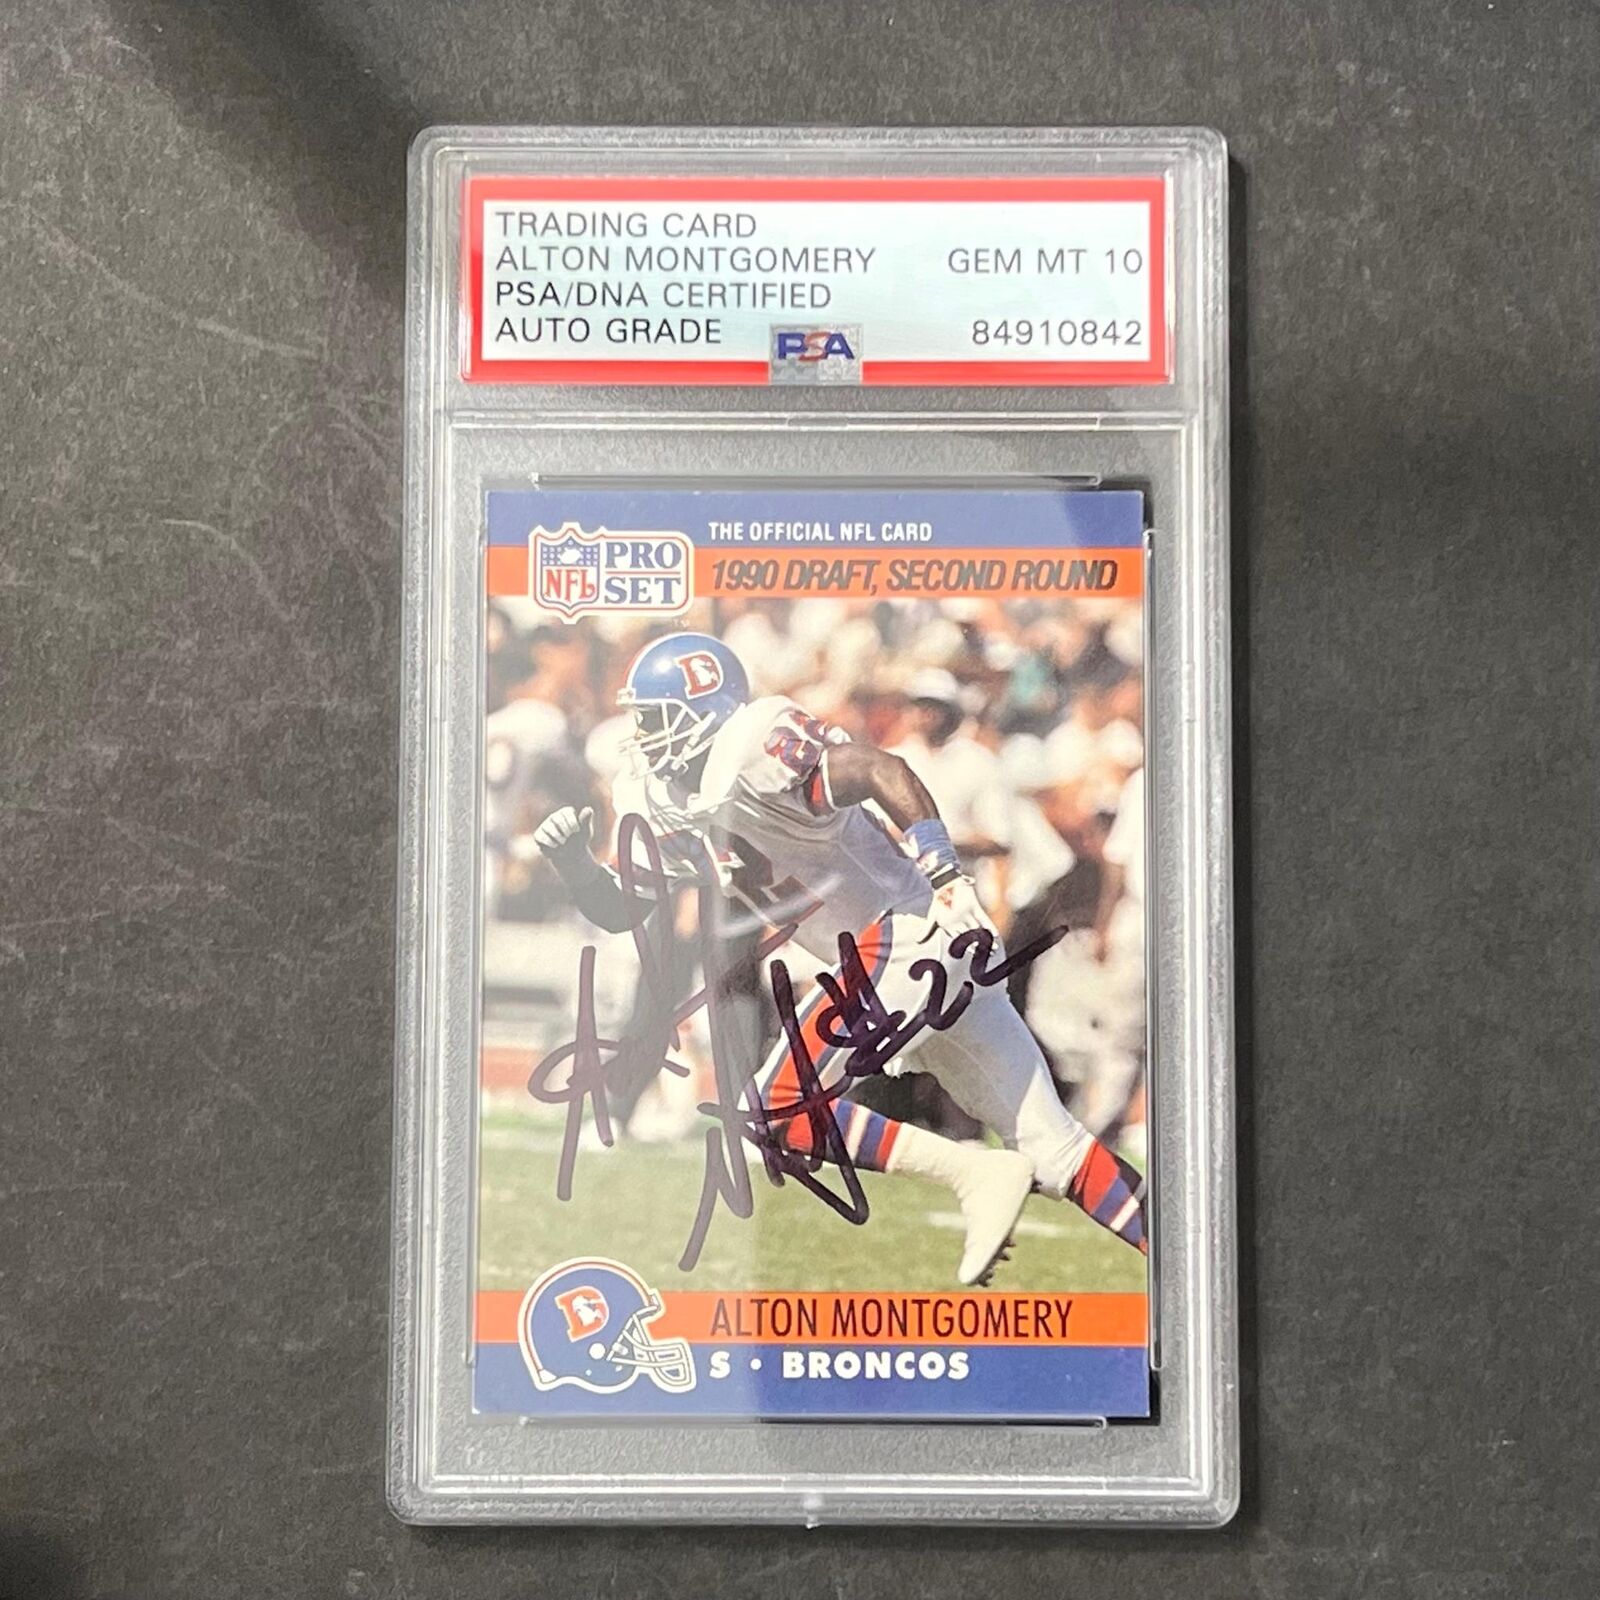 TRADING CARD
ALTON MONTGOMERY GEM MT 10
PSA/DNA CERTIFIED
AUTO GRADE PSA 84910842
THE OFFICIAL NFL CARD
NFL PRO SET
1990 DRAFT, SECOND ROUND
#22
ALTON MONTGOMERY
S • BRONCOS